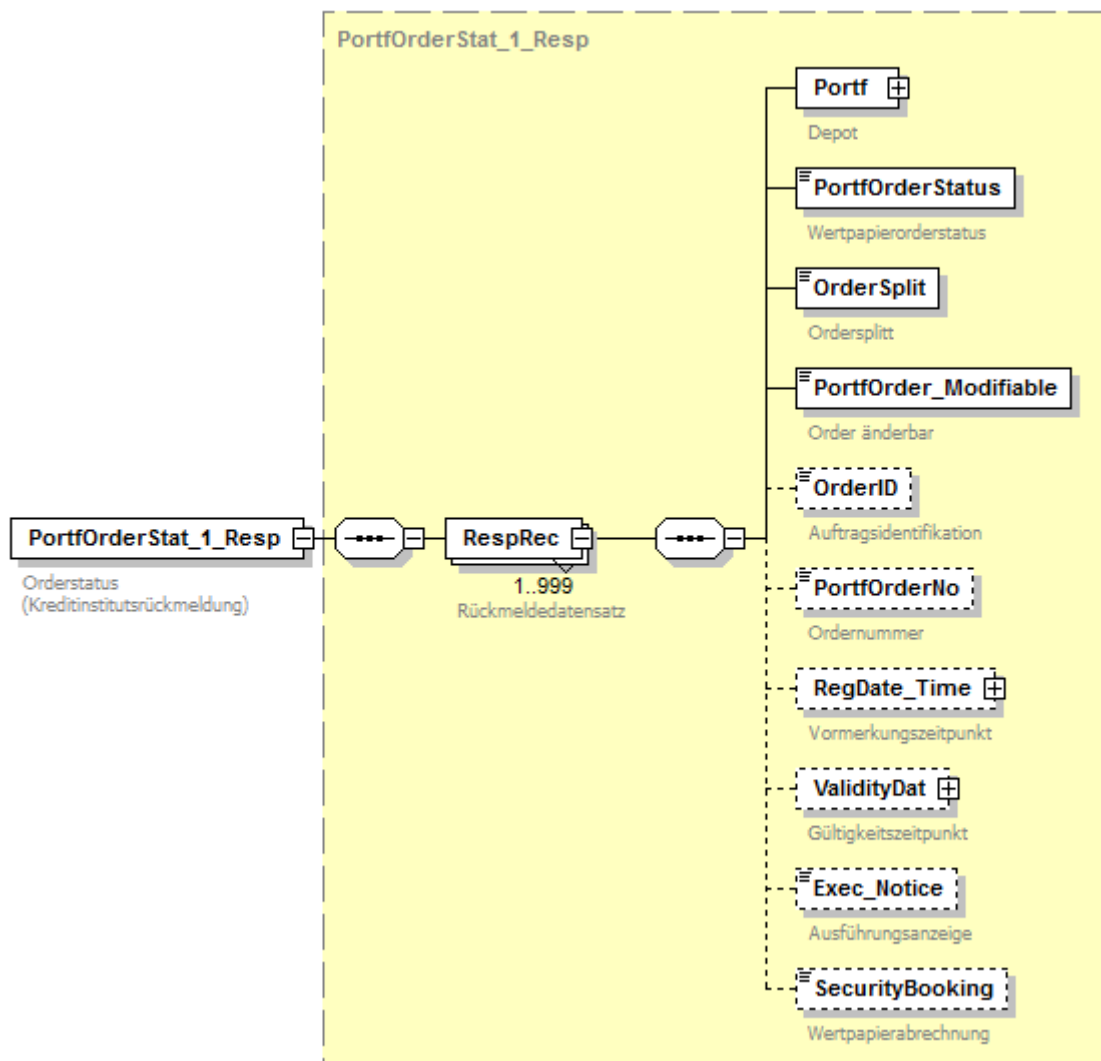 PortfOrderStat_1_Resp
Portf
Depot
PortfOrderStatus
Wertpapierorderstatus
OrderSplit
Ordersplitt
PortfOrder_Modifiable
Order änderbar
OrderID
Auftragsidentifikation
PortfOrderStat_1_Resp
Orderstatus
(Kreditinstitutsrückmeldung)
RespRec
1..999
Rückmeldedatensatz
PortfOrderNo
Ordernummer
RegDate_Time
Vormerkungszeitpunkt
ValidityDat
Gültigkeitszeitpunkt
Exec_Notice
Ausführungsanzeige
SecurityBooking
Wertpapierabrechnung